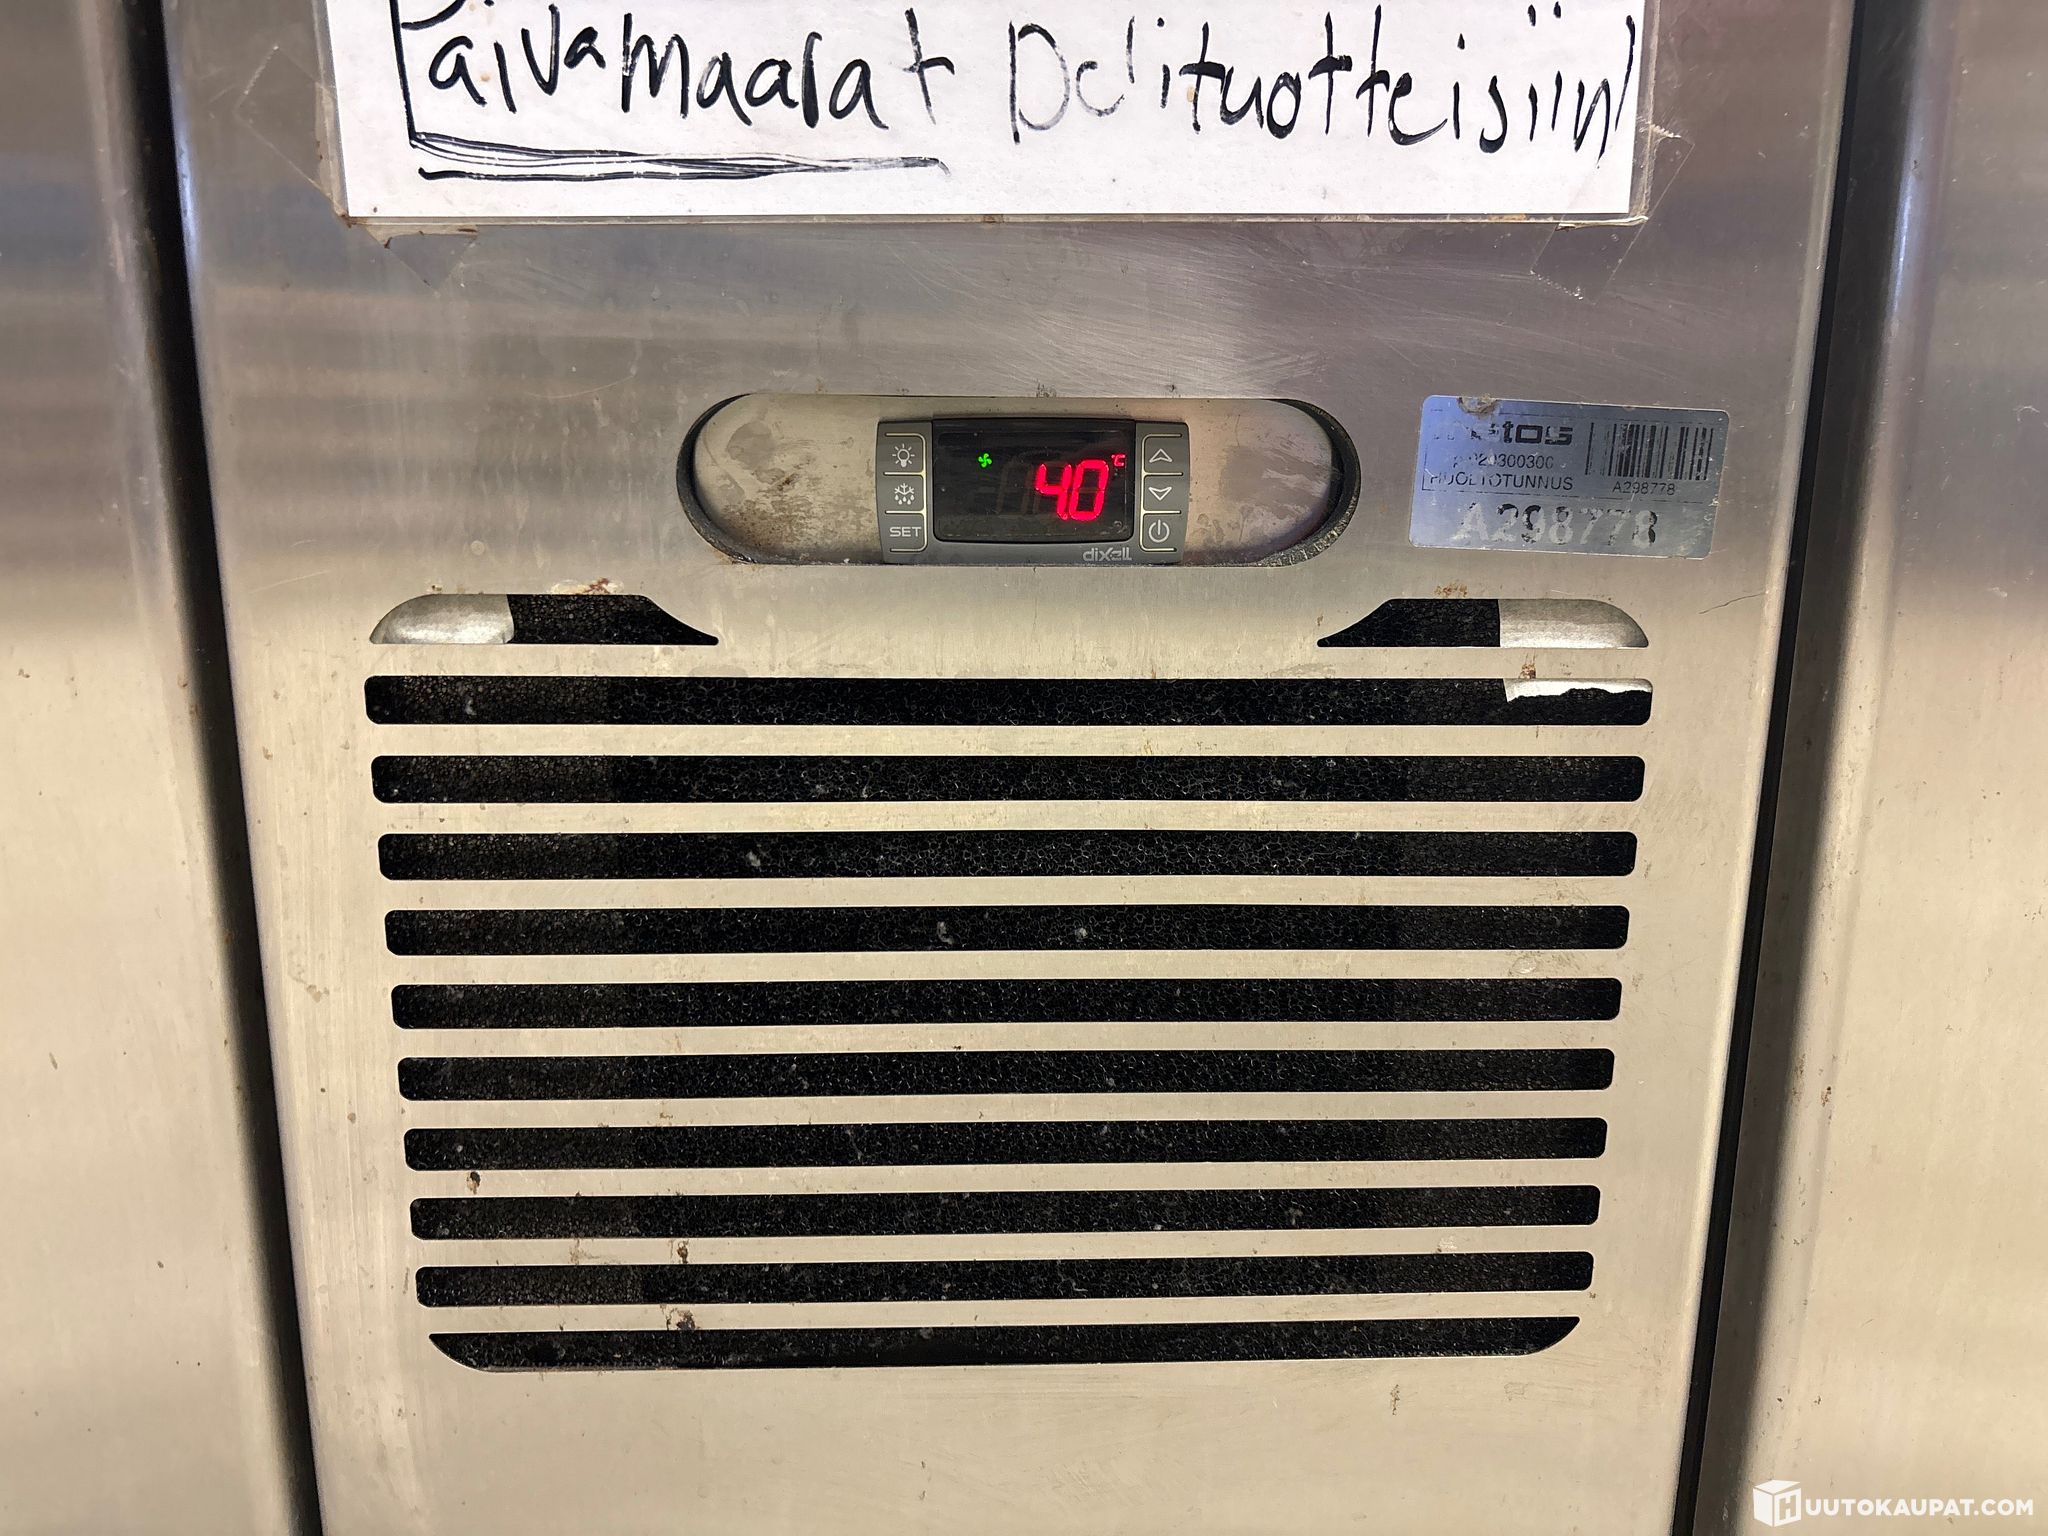 Päivämäärät Delituotteisiin!
4.0 °C
SET
dixell
HUOLTOTUNNUS
A298778
A298778
HUUTOKAUPAT.COM